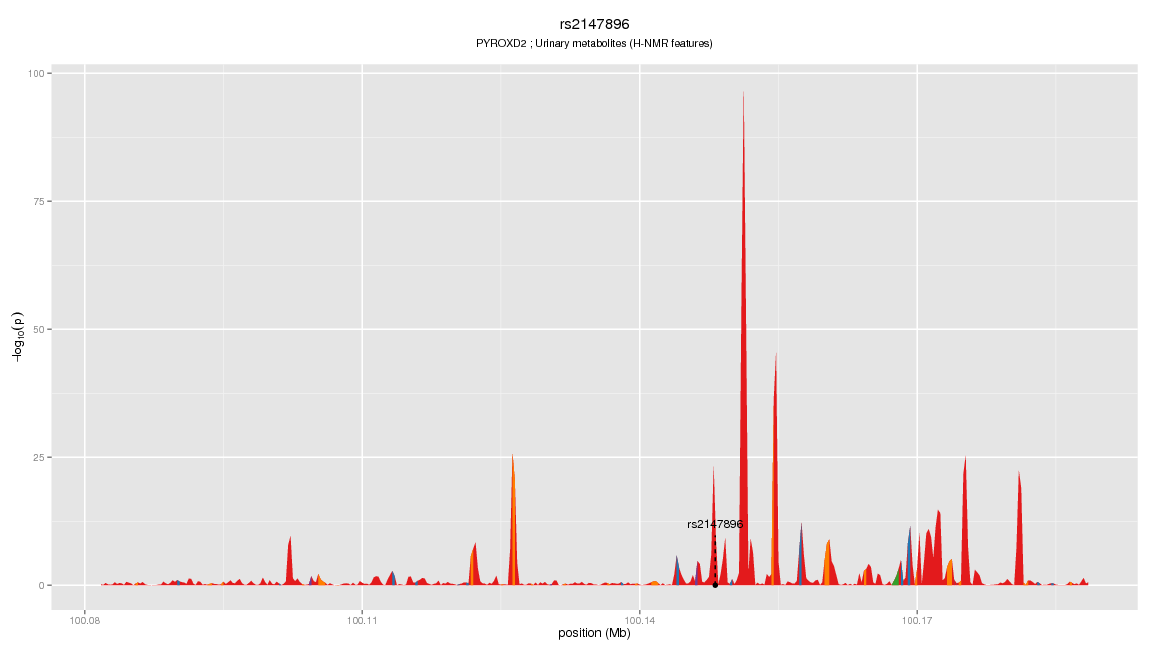 rs2147896
PYROXD2 ; Urinary metabolites (H-NMR features)
100
75
50
25
0
−log10(p)
rs2147896
100.08
100.11
100.14
100.17
position (Mb)